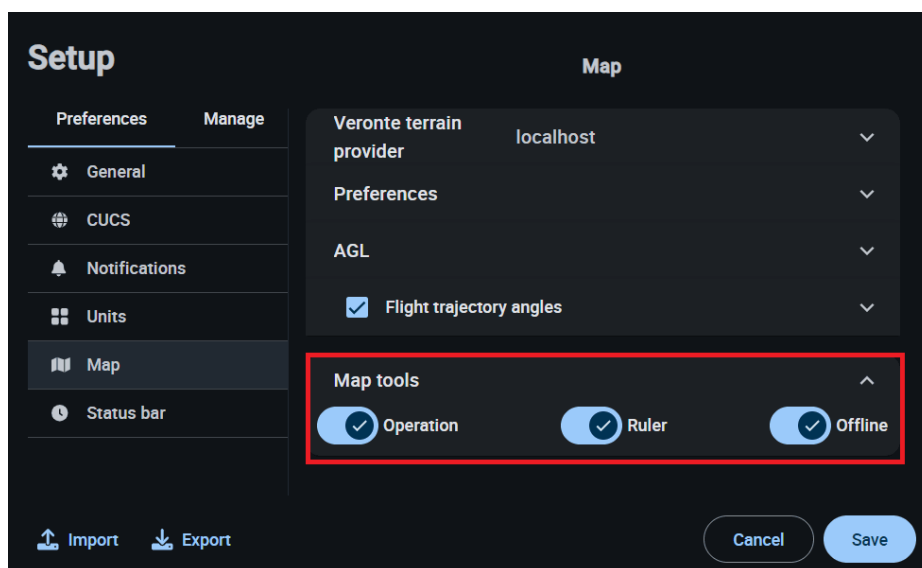 Setup
Map
Preferences Manage
General
CUCS
Notifications
Units
Map
Status bar
Veronte terrain
provider
localhost
Preferences
AGL
Flight trajectory angles
Map tools
Operation Ruler Offline
Import Export
Cancel Save